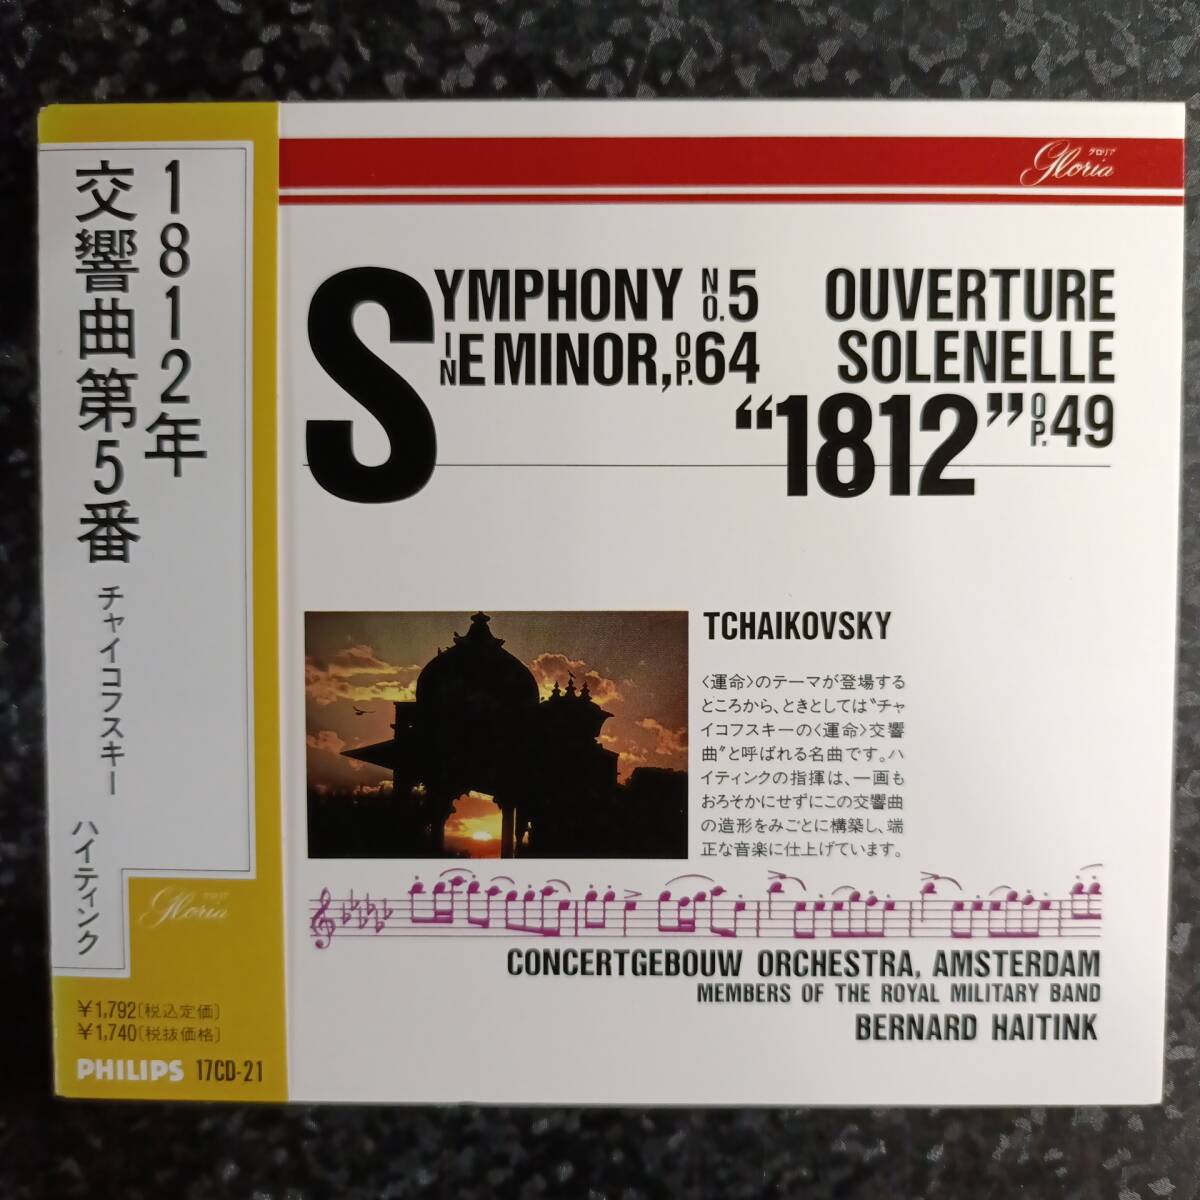 1812年
交響曲第5番
チャイコフスキー
ハイティンク
グロリア
Gloria
¥1,792〔税込定価〕
¥1,740〔税抜価格〕
PHILIPS 17CD-21
グロリア
Gloria
SYMPHONY NO.5
IN E MINOR, OP.64
OUVERTURE
SOLENELLE
“1812” OP.49
TCHAIKOVSKY
〈運命〉のテーマが登場する
ところから、ときとしては“チャ
イコフスキーの〈運命〉交響
曲”と呼ばれる名曲です。ハ
イティンクの指揮は、一画も
おろそかにせずにこの交響曲
の造形をみごとに構築し、端
正な音楽に仕上げています。
CONCERTGEBOUW ORCHESTRA, AMSTERDAM
MEMBERS OF THE ROYAL MILITARY BAND
BERNARD HAITINK